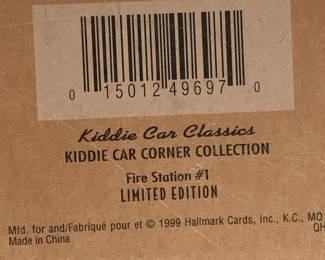 0 15012 49697 0
Kiddie Car Classics
KIDDIE CAR CORNER COLLECTION
Fire Station #1
LIMITED EDITION
Mfd. for and/Fabriqué pour et © 1999 Hallmark Cards, Inc., K.C., MO
Made in China
QH